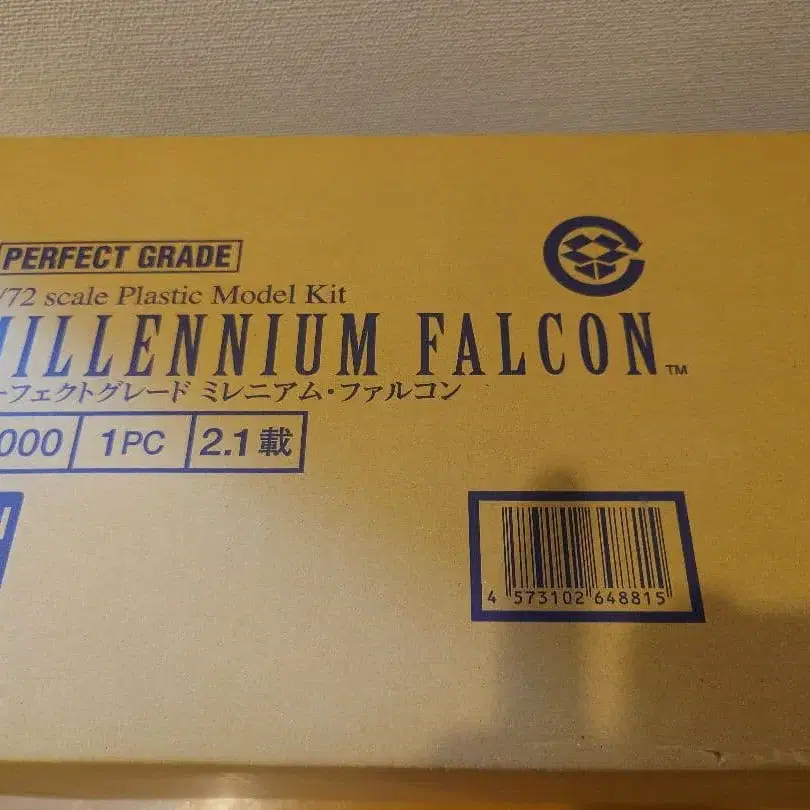 PERFECT GRADE
/72 scale Plastic Model Kit
MILLENNIUM FALCON™
ーフェクトグレード ミレニアム・ファルコン
000 1PC 2.1 載
4 573102 648815